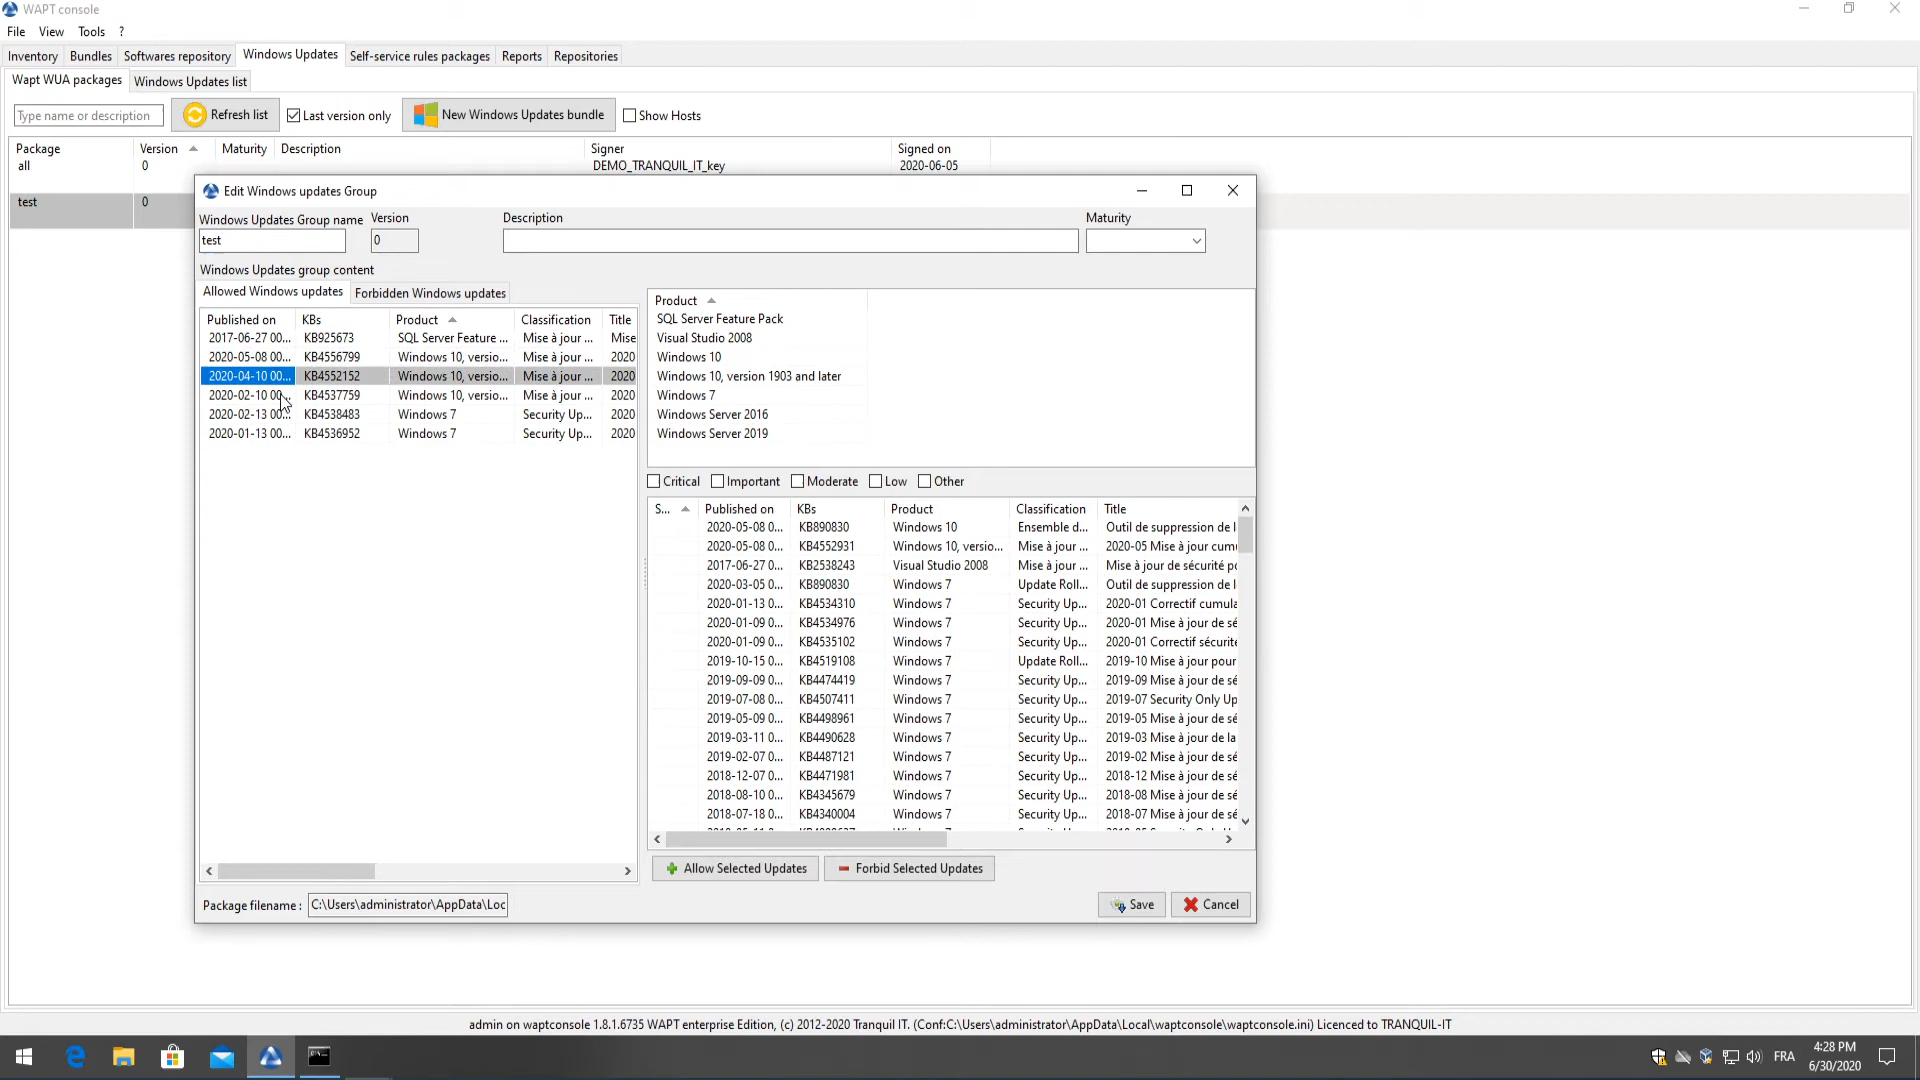 WAPT console
File View Tools ?
Inventory Bundles Softwares repository Windows Updates Self-service rules packages Reports Repositories
Wapt WUA packages Windows Updates list
Type name or description Refresh list Last version only New Windows Updates bundle Show Hosts
Package Version Maturity Description Signer Signed on
all 0 DEMO_TRANQUIL_IT_key 2020-06-05
test 0
Edit Windows updates Group
Windows Updates Group name Version Description Maturity
test 0
Windows Updates group content
Allowed Windows updates Forbidden Windows updates
Published on KBs Product Classification Title
2017-06-27 00... KB925673 SQL Server Feature ... Mise à jour ... Mise
2020-05-08 00... KB4556799 Windows 10, versio... Mise à jour ... 2020
2020-04-10 00... KB4552152 Windows 10, versio... Mise à jour ... 2020
2020-02-10 00... KB4537759 Windows 10, versio... Mise à jour ... 2020
2020-02-13 00... KB4538483 Windows 7 Security Up... 2020
2020-01-13 00... KB4536952 Windows 7 Security Up... 2020
Product
SQL Server Feature Pack
Visual Studio 2008
Windows 10
Windows 10, version 1903 and later
Windows 7
Windows Server 2016
Windows Server 2019
Critical Important Moderate Low Other
S... Published on KBs Product Classification Title
2020-05-08 0... KB890830 Windows 10 Ensemble d... Outil de suppression de l
2020-05-08 0... KB4552931 Windows 10, versio... Mise à jour ... 2020-05 Mise à jour cum
2017-06-27 0... KB2538243 Visual Studio 2008 Mise à jour ... Mise à jour de sécurité p
2020-03-05 0... KB890830 Windows 7 Update Roll... Outil de suppression de l
2020-01-13 0... KB4534310 Windows 7 Security Up... 2020-01 Correctif cumula
2020-01-09 0... KB4534976 Windows 7 Security Up... 2020-01 Mise à jour de sé
2020-01-09 0... KB4535102 Windows 7 Security Up... 2020-01 Correctif sécurité
2019-10-15 0... KB4519108 Windows 7 Update Roll... 2019-10 Mise à jour pour
2019-09-09 0... KB4474419 Windows 7 Security Up... 2019-09 Mise à jour de sé
2019-07-08 0... KB4507411 Windows 7 Security Up... 2019-07 Security Only Up
2019-05-09 0... KB4498961 Windows 7 Security Up... 2019-05 Mise à jour de sé
2019-03-11 0... KB4490628 Windows 7 Security Up... 2019-03 Mise à jour de la
2019-02-07 0... KB4487121 Windows 7 Security Up... 2019-02 Mise à jour de sé
2018-12-07 0... KB4471981 Windows 7 Security Up... 2018-12 Mise à jour de sé
2018-08-10 0... KB4345679 Windows 7 Security Up... 2018-08 Mise à jour de sé
2018-07-18 0... KB4340004 Windows 7 Security Up... 2018-07 Mise à jour de sé
Allow Selected Updates Forbid Selected Updates
Package filename : C:\Users\administrator\AppData\Loc Save Cancel
admin on waptconsole 1.8.1.6735 WAPT enterprise Edition, (c) 2012-2020 Tranquil IT. (Conf:C:\Users\administrator\AppData\Local\waptconsole\waptconsole.ini) Licenced to TRANQUIL-IT
FRA
4:28 PM
6/30/2020